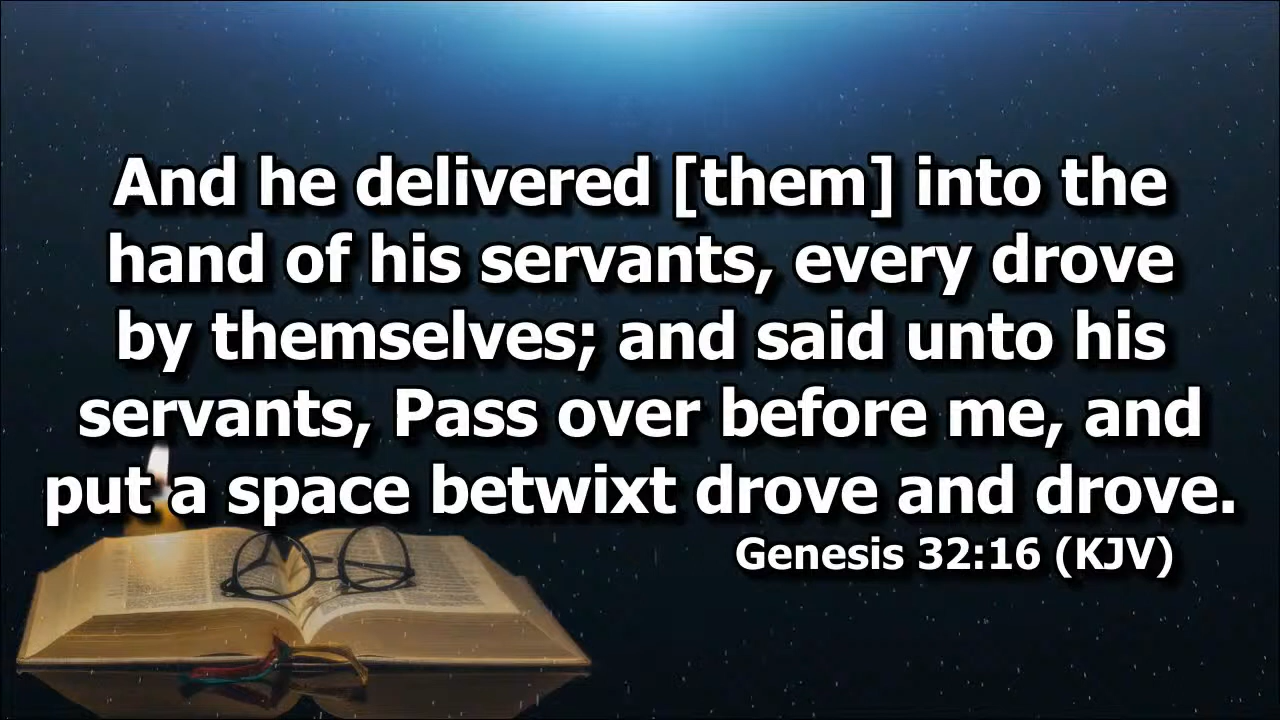 And he delivered [them] into the
hand of his servants, every drove
by themselves; and said unto his
servants, Pass over before me, and
put a space betwixt drove and drove.
Genesis 32:16 (KJV)